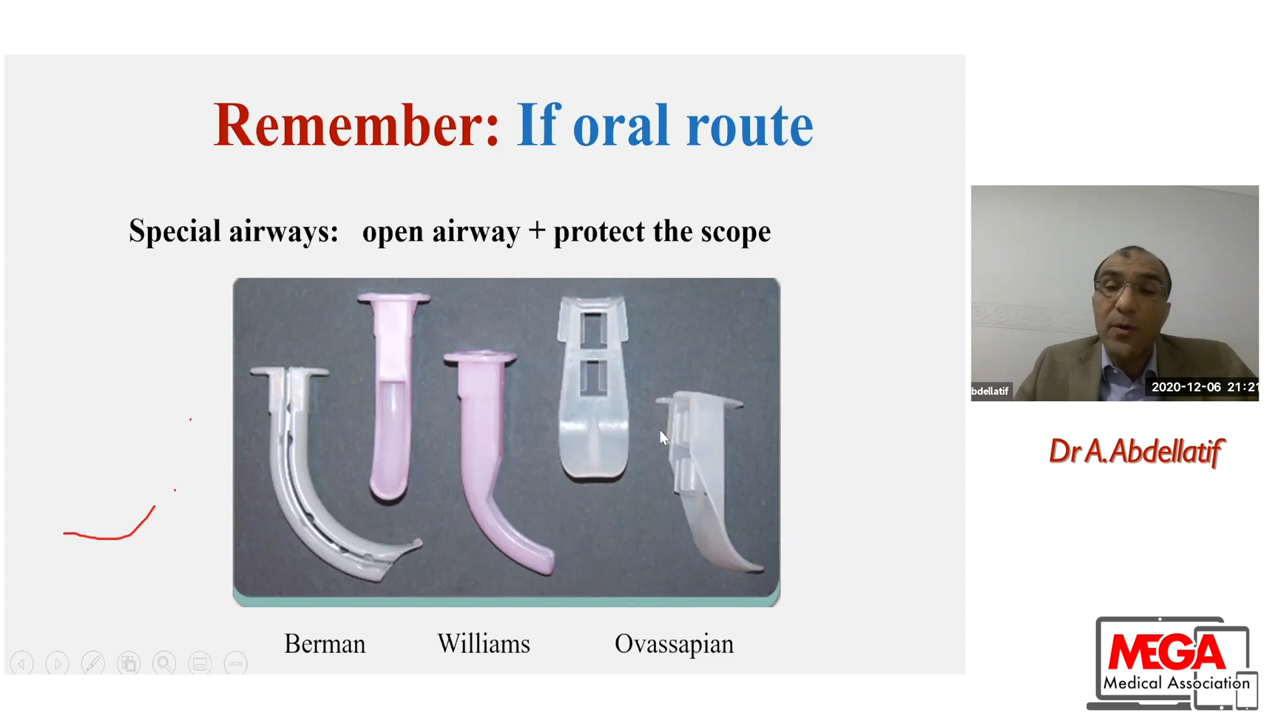 Remember: If oral route
Special airways: open airway + protect the scope
Berman Williams Ovassapian
bdellatif
2020-12-06 21:21
Dr A.Abdellatif
MEGA
Medical Association